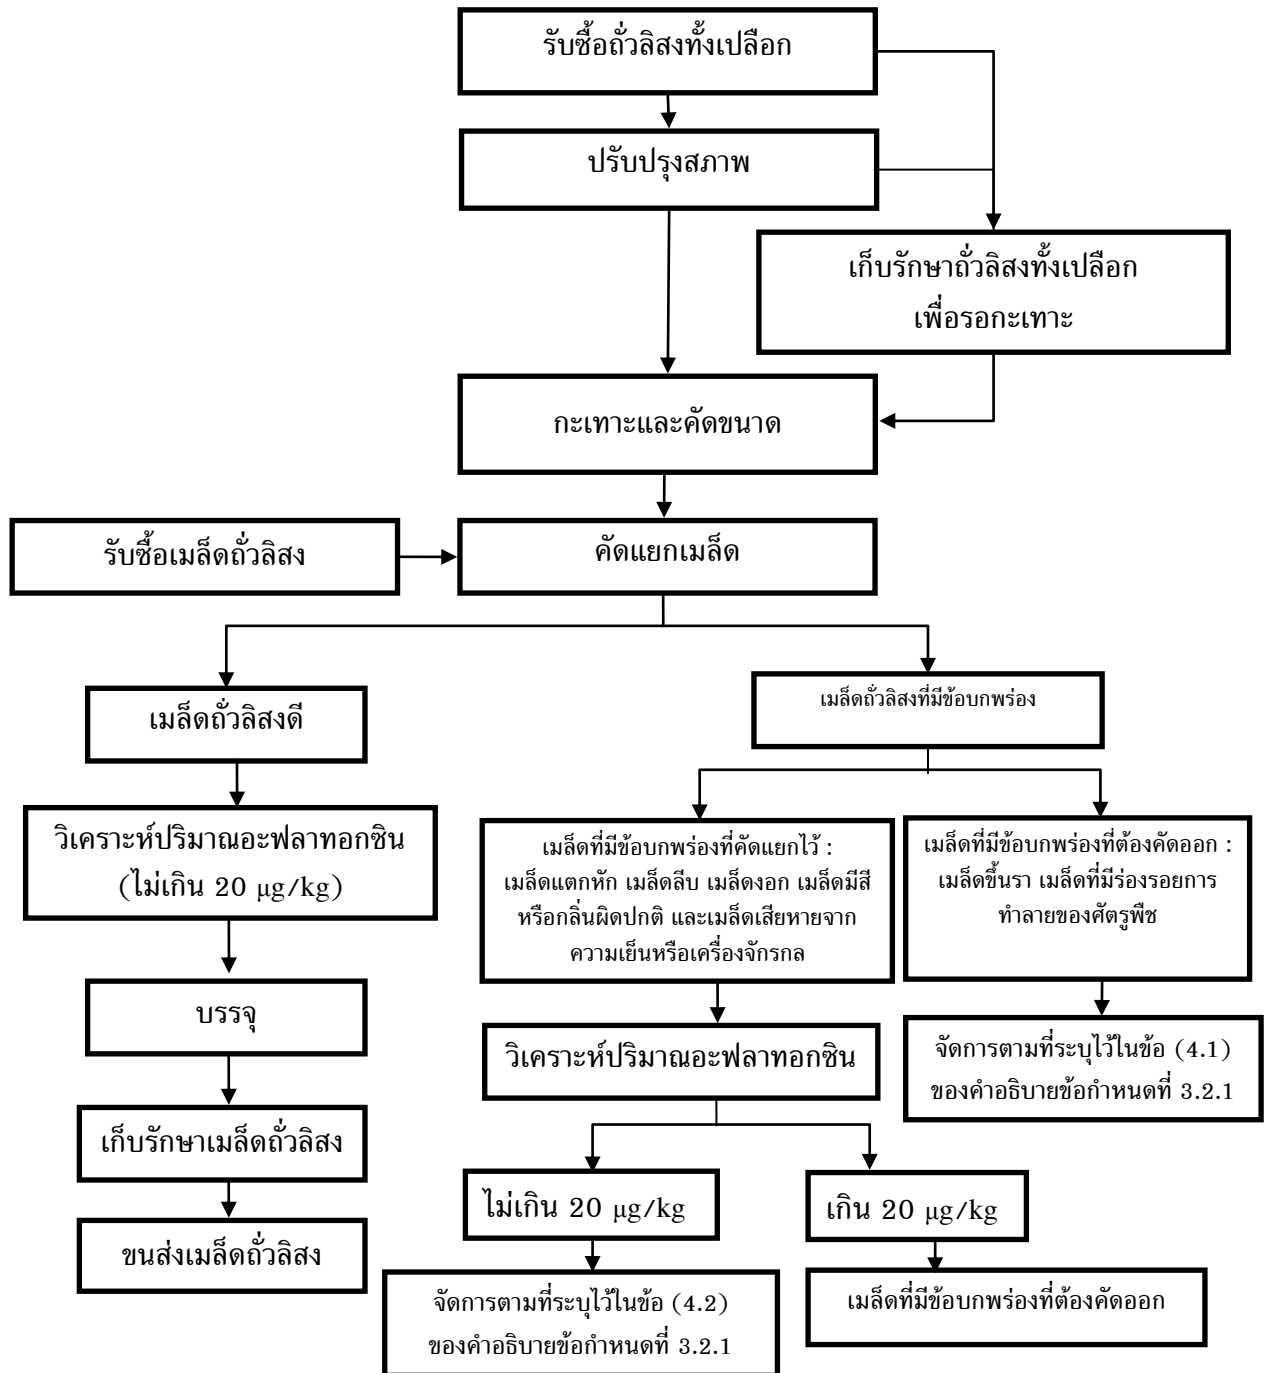 รับซื้อถั่วลิสงทั้งเปลือก
ปรับปรุงสภาพ
เก็บรักษาถั่วลิสงทั้งเปลือก
เพื่อรอกะเทาะ
กะเทาะและคัดขนาด
รับซื้อเมล็ดถั่วลิสง
คัดแยกเมล็ด
เมล็ดถั่วลิสงดี
เมล็ดถั่วลิสงที่มีข้อบกพร่อง
วิเคราะห์ปริมาณอะฟลาทอกซิน
(ไม่เกิน 20 µg/kg)
เมล็ดที่มีข้อบกพร่องที่คัดแยกไว้ :
เมล็ดแตกหัก เมล็ดลีบ เมล็ดงอก เมล็ดมีสี
หรือกลิ่นผิดปกติ และเมล็ดเสียหายจาก
ความเย็นหรือเครื่องจักรกล
เมล็ดที่มีข้อบกพร่องที่ต้องคัดออก :
เมล็ดขึ้นรา เมล็ดที่มีร่องรอยการ
ทำลายของศัตรูพืช
บรรจุ
วิเคราะห์ปริมาณอะฟลาทอกซิน
จัดการตามที่ระบุไว้ในข้อ (4.1)
ของคำอธิบายข้อกำหนดที่ 3.2.1
เก็บรักษาเมล็ดถั่วลิสง
ไม่เกิน 20 µg/kg
เกิน 20 µg/kg
ขนส่งเมล็ดถั่วลิสง
จัดการตามที่ระบุไว้ในข้อ (4.2)
ของคำอธิบายข้อกำหนดที่ 3.2.1
เมล็ดที่มีข้อบกพร่องที่ต้องคัดออก